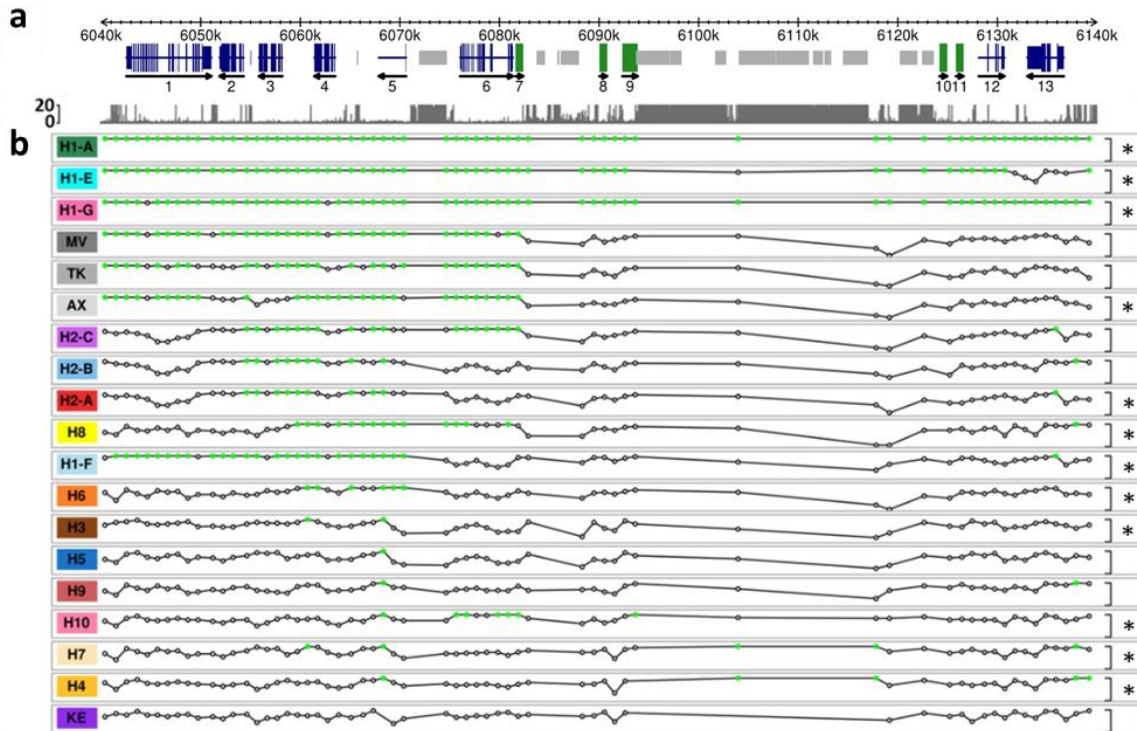 a
6040k 6050k 6060k 6070k 6080k 6090k 6100k 6110k 6120k 6130k 6140k
1 2 3 4 5 6 7 8 9 10 11 12 13
20
0
b
H1-A *
H1-E *
H1-G *
MV
TK
AX *
H2-C
H2-B
H2-A *
H8 *
H1-F *
H6 *
H3 *
H5
H9
H10 *
H7 *
H4 *
KE